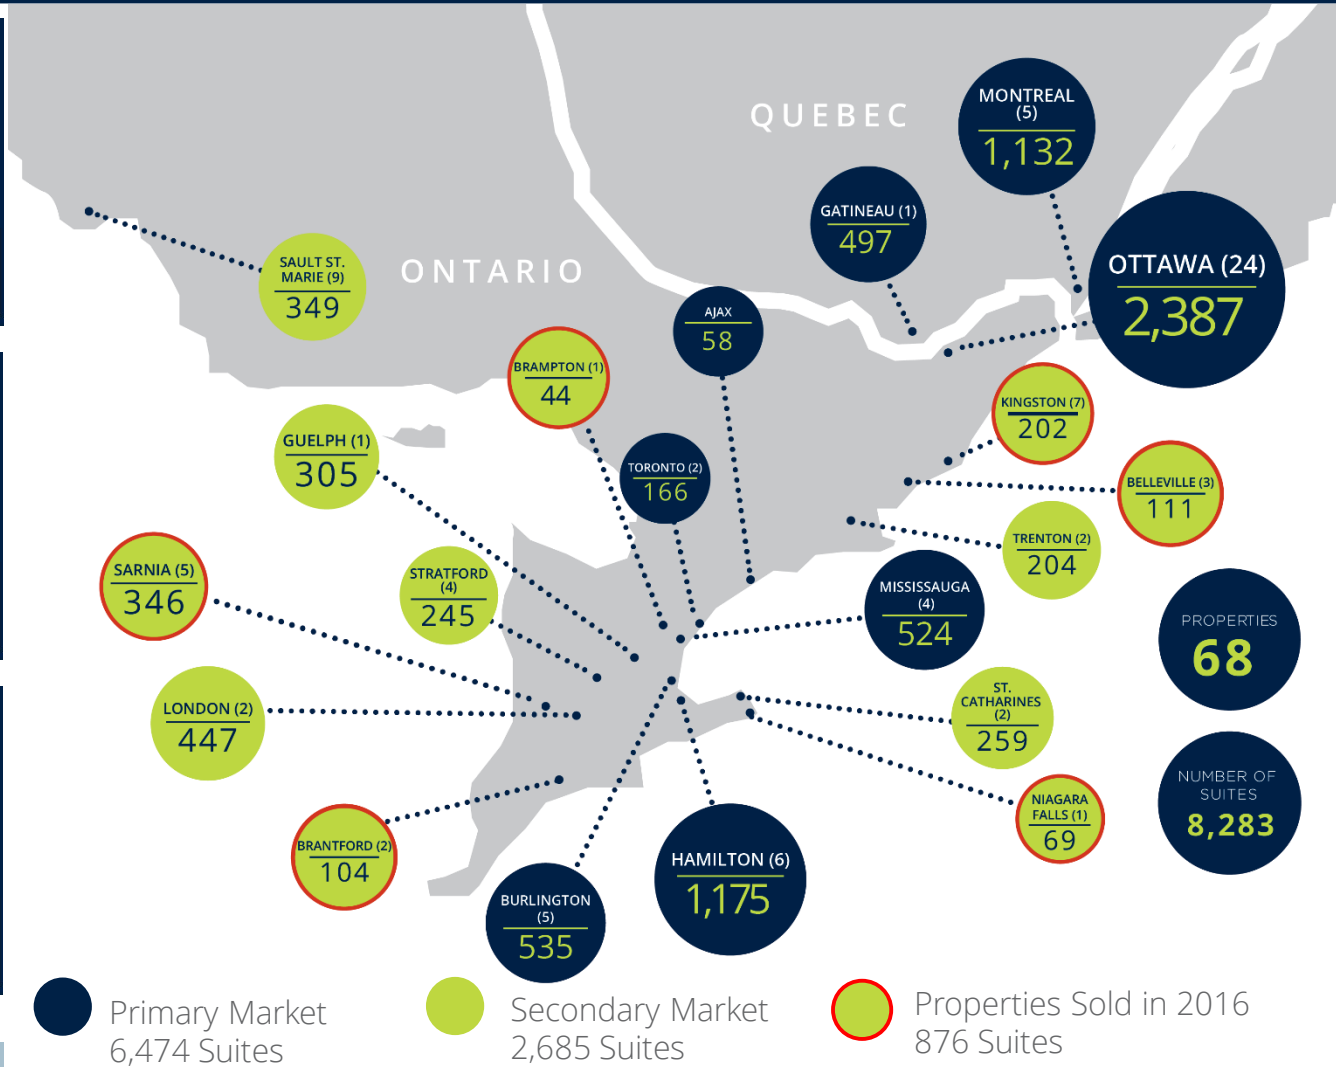 QUEBEC
ONTARIO
MONTREAL
(5)
1,132
GATINEAU (1)
497
OTTAWA (24)
2,387
SAULT ST.
MARIE (9)
349
AJAX
58
BRAMPTON (1)
44
KINGSTON (7)
202
GUELPH (1)
305
TORONTO (2)
166
BELLEVILLE (3)
111
TRENTON (2)
204
SARNIA (5)
346
STRATFORD
(4)
245
MISSISSAUGA
(4)
524
PROPERTIES
68
LONDON (2)
447
ST.
CATHARINES
(2)
259
NUMBER OF
SUITES
8,283
NIAGARA
FALLS (1)
69
BRANTFORD (2)
104
HAMILTON (6)
1,175
BURLINGTON
(5)
535
Primary Market
6,474 Suites
Secondary Market
2,685 Suites
Properties Sold in 2016
876 Suites